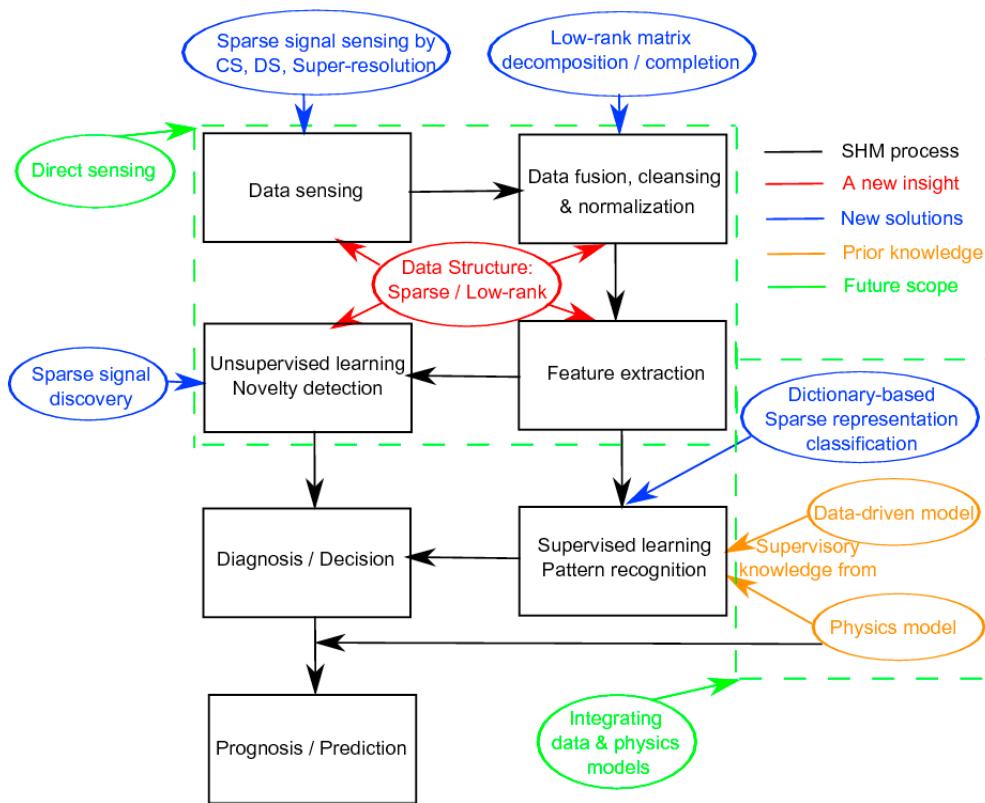 Sparse signal sensing by
CS, DS, Super-resolution
Low-rank matrix
decomposition / completion
Direct sensing
Data sensing
Data fusion, cleansing
& normalization
SHM process
A new insight
New solutions
Prior knowledge
Future scope
Data Structure:
Sparse / Low-rank
Sparse signal
discovery
Unsupervised learning
Novelty detection
Feature extraction
Dictionary-based
Sparse representation
classification
Diagnosis / Decision
Supervised learning
Pattern recognition
Data-driven model
Supervisory
knowledge from
Physics model
Prognosis / Prediction
Integrating
data & physics
models